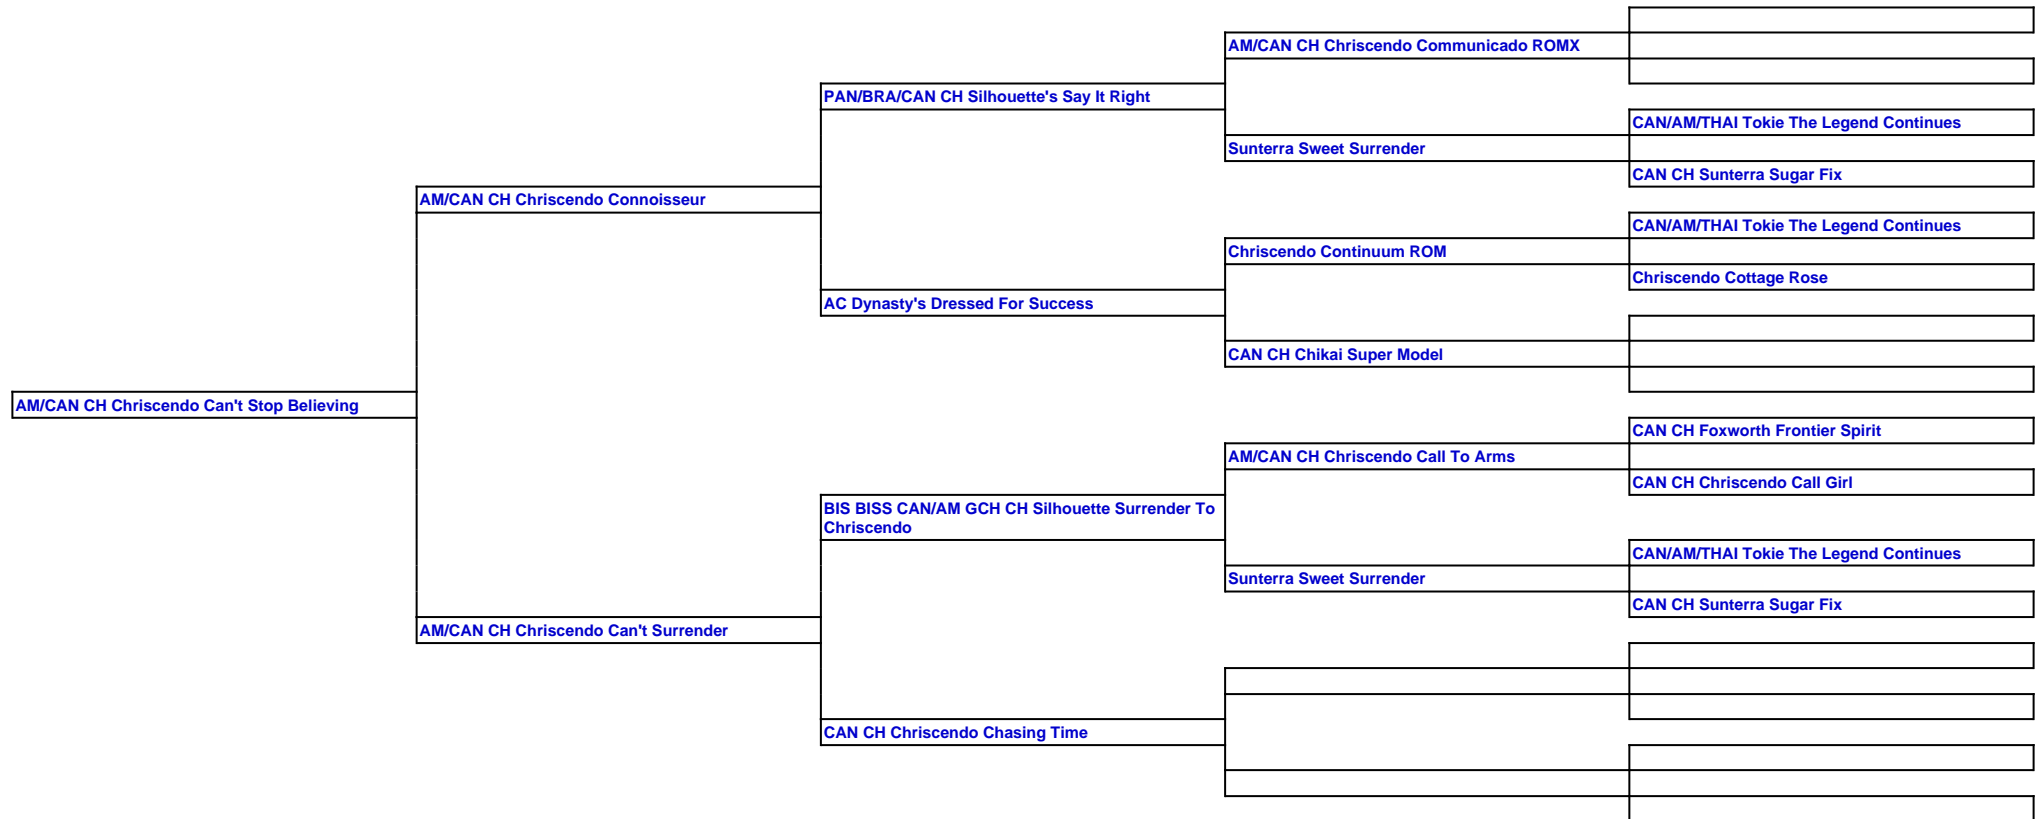 AM/CAN CH Chriscendo Communicado ROMX
PAN/BRA/CAN CH Silhouette's Say It Right
CAN/AM/THAI Tokie The Legend Continues
Sunterra Sweet Surrender
CAN CH Sunterra Sugar Fix
AM/CAN CH Chriscendo Connoisseur
CAN/AM/THAI Tokie The Legend Continues
Chriscendo Continuum ROM
Chriscendo Cottage Rose
AC Dynasty's Dressed For Success
CAN CH Chikai Super Model
AM/CAN CH Chriscendo Can't Stop Believing
CAN CH Foxworth Frontier Spirit
AM/CAN CH Chriscendo Call To Arms
CAN CH Chriscendo Call Girl
BIS BISS CAN/AM GCH CH Silhouette Surrender To
Chriscendo
CAN/AM/THAI Tokie The Legend Continues
Sunterra Sweet Surrender
CAN CH Sunterra Sugar Fix
AM/CAN CH Chriscendo Can't Surrender
CAN CH Chriscendo Chasing Time